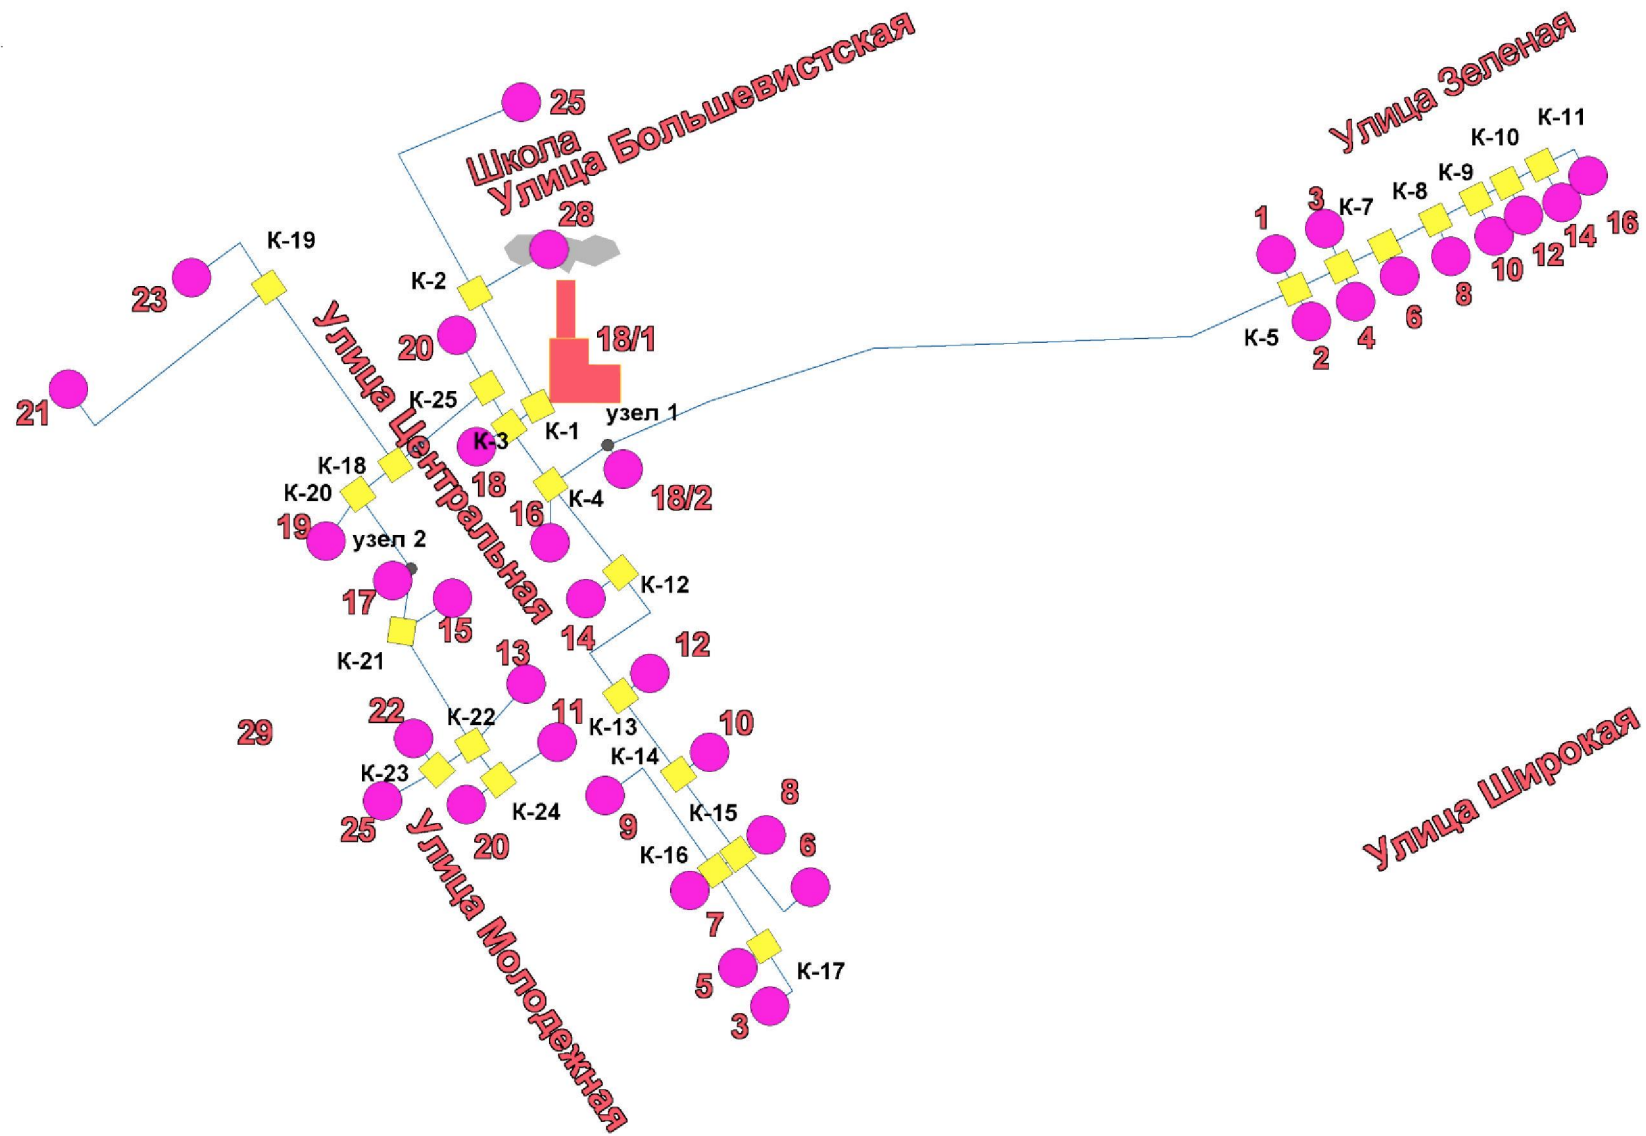 Улица Большевистская
25
Школа
28
Улица Зеленая
К-11
К-10
К-9
К-8
К-7
3
1
16
14
12
10
8
6
4
2
К-5
К-19
23
К-2
20
18/1
Улица Центральная
21
К-25
узел 1
К-3
К-1
К-18
18
К-20
К-4
18/2
16
19
узел 2
К-12
17
15
14
К-21
13
12
22
К-22
11
29
К-13
10
К-14
К-23
8
25
К-24
К-15
20
9
6
К-16
7
К-17
5
3
Улица Молодежная
Улица Широкая